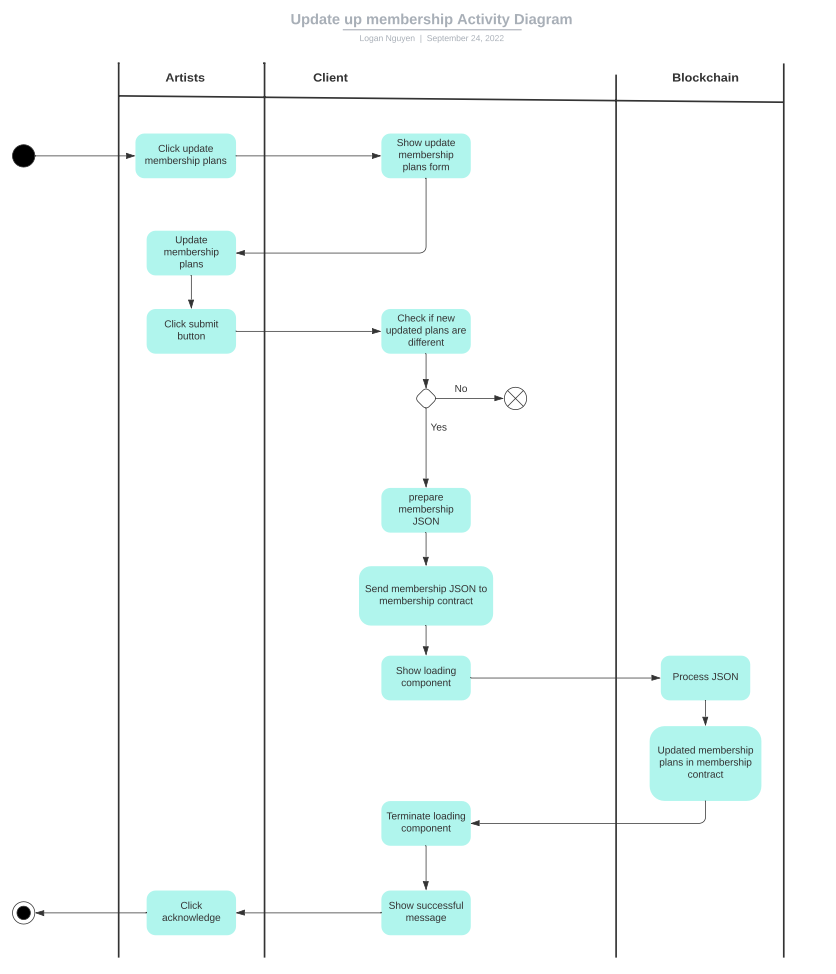 Update up membership Activity Diagram
Logan Nguyen | September 24, 2022
Artists
Client
Blockchain
Click update
membership plans
Show update
membership
plans form
Update
membership
plans
Click submit
button
Check if new
updated plans are
different
No
Yes
prepare
membership
JSON
Send membership JSON to
membership contract
Show loading
component
Process JSON
Updated membership
plans in membership
contract
Terminate loading
component
Click
acknowledge
Show successful
message